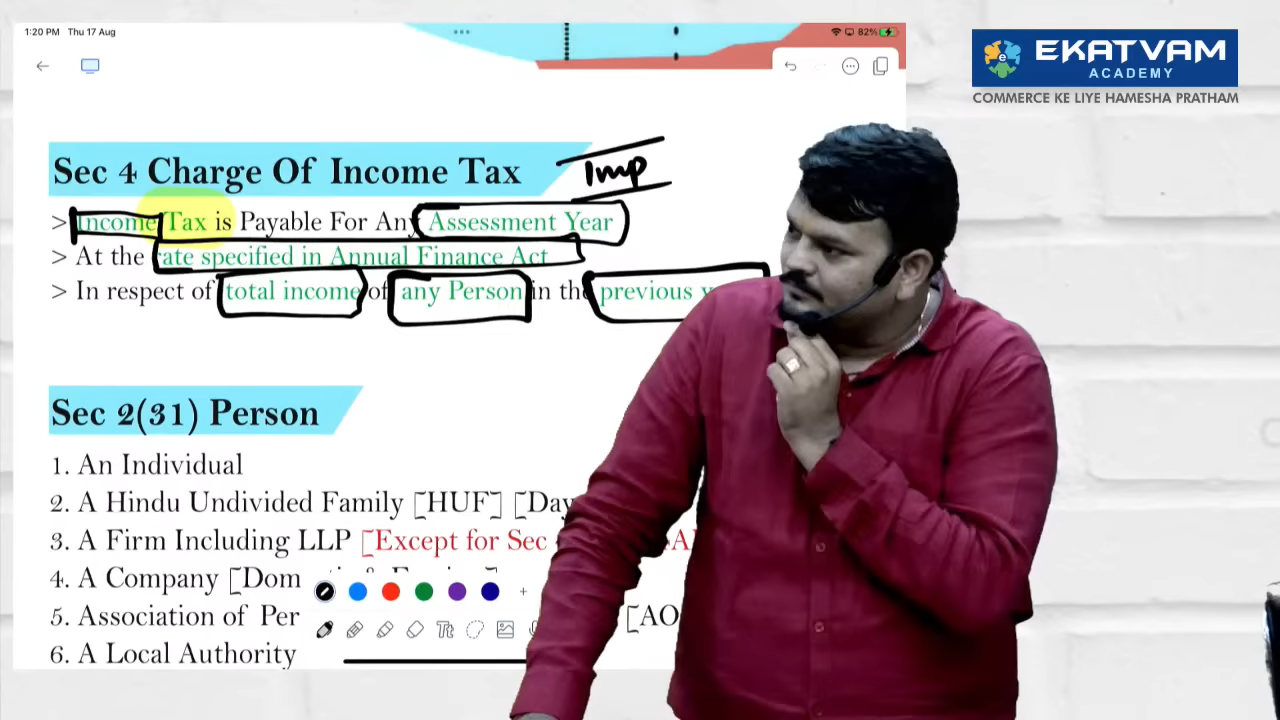 1:20 PM Thu 17 Aug
82%
EKATVAM
ACADEMY
COMMERCE KE LIYE HAMESHA PRATHAM
Sec 4 Charge Of Income Tax
Imp
> Income Tax is Payable For Any Assessment Year
> At the rate specified in Annual Finance Act
> In respect of total income of any Person in the previous
Sec 2(31) Person
1. An Individual
2. A Hindu Undivided Family [HUF]
3. A Firm Including LLP [Except for Sec
4. A Company
5. Association of
6. A Local Authority